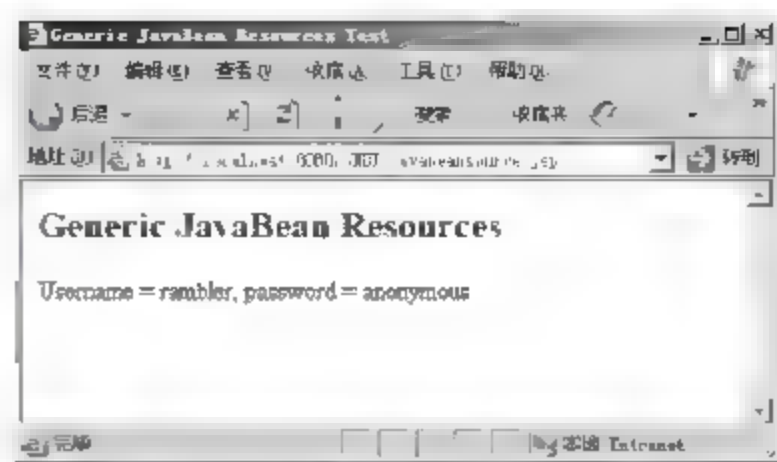 Generic JavaBean Resources Test
文件(F) 编辑(E) 查看(V) 收藏(A) 工具(T) 帮助(H)
后退 搜索 收藏夹
地址(D) 转到
Generic JavaBean Resources
Username = rambler, password = anonymous
完毕 本地 Intranet